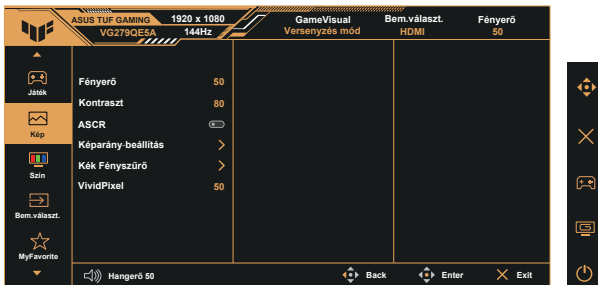 ASUS TUF GAMING
VG279QE5A
1920 x 1080
144Hz
GameVisual
Versenyzés mód
Bem.választ.
HDMI
Fényerő
50
Játék
Kép
Szín
Bem.választ.
MyFavorite
Fényerő 50
Kontraszt 80
ASCR
Képarány-beállítás
Kék Fényszűrő
VividPixel 50
Hangerő 50
Back
Enter
Exit